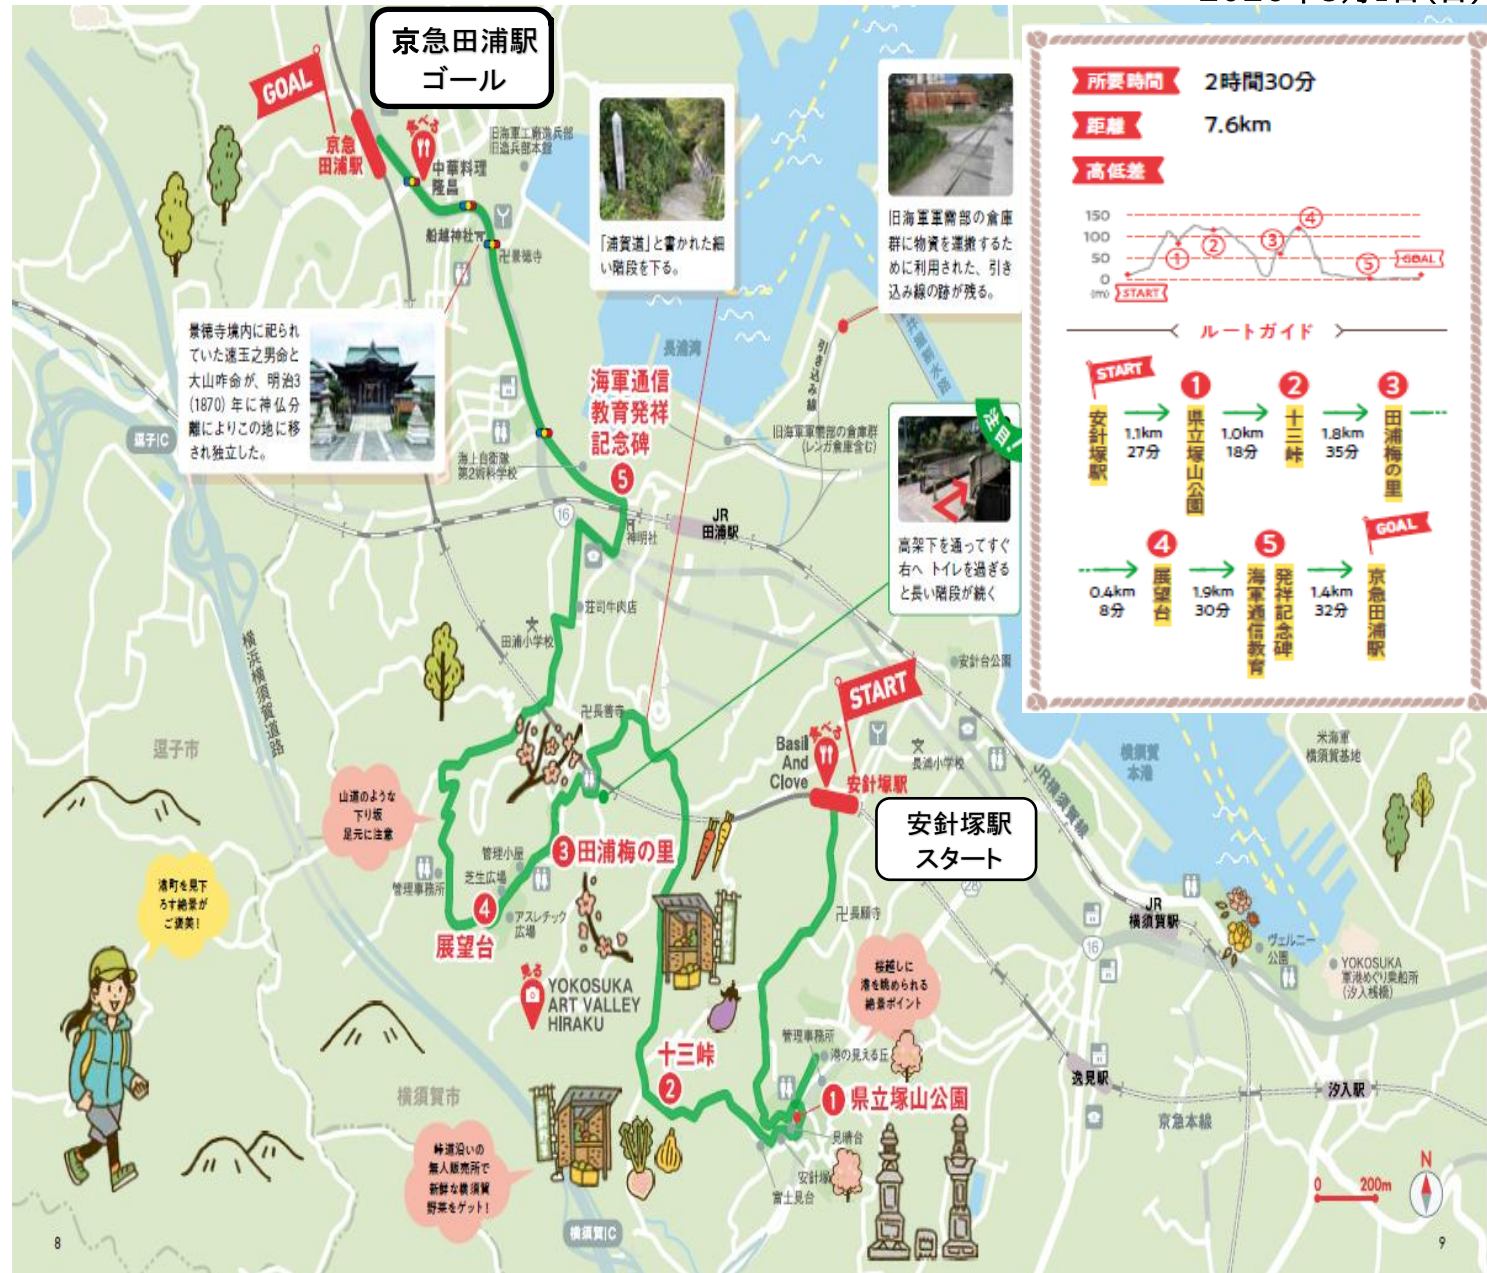 京急田浦駅
ゴール
GOAL
京急
田浦駅
食べる
中華料理
隆昌
旧海軍工廠造兵部
旧造兵部本館
船越神社
卍景徳寺
景徳寺境内に祀られ
ていた速玉之男命と
大山咋命が、明治3
(1870) 年に神仏分
離によりこの地に移
され独立した。
「浦賀道」と書かれた細
い階段を下る。
旧海軍軍需部の倉庫
群に物資を運搬するた
めに利用された、引き
込み線の跡が残る。
所要時間 2時間30分
距離 7.6km
高低差
150
100
50
0
(m)
START
①
②
③
④
⑤
GOAL
ルートガイド
START
安針塚駅
1.1km
27分
1
県立塚山公園
1.0km
18分
2
十三峠
1.8km
35分
3
田浦梅の里
0.4km
8分
4
展望台
1.9km
30分
5
海軍通信教育
発祥記念碑
1.4km
32分
GOAL
京急田浦駅
逗子IC
長浦湾
引き込み線
海軍通信
教育発祥
記念碑
5
海上自衛隊
第2術科学校
旧海軍軍需部の倉庫群
(レンガ倉庫含む)
注目!
高架下を通ってすぐ
右へ トイレを過ぎる
と長い階段が続く
16
神明社
JR
田浦駅
荘司牛肉店
田浦小学校
横浜横須賀道路
安針台公園
START
卍長善寺
Basil
And
Clove
食べる
安針塚駅
長浦小学校
安針塚駅
スタート
JR横須賀線
横須賀
本港
米海軍
横須賀基地
逗子市
山道のような
下り坂
足元に注意
港町を見下
ろす絶景が
ご褒美!
管理小屋
芝生広場
3 田浦梅の里
管理事務所
4
展望台
アスレチック
広場
見る
YOKOSUKA
ART VALLEY
HIRAKU
28
卍長願寺
16
JR
横須賀駅
ヴェルニー
公園
YOKOSUKA
軍港めぐり乗船所
(汐入桟橋)
桜越しに
港を眺められる
絶景ポイント
管理事務所
港の見える丘
十三峠
2
1 県立塚山公園
見晴台
安針塚
富士見台
逸見駅
汐入駅
京急本線
横須賀市
峠道沿いの
無人販売所で
新鮮な横須賀
野菜をゲット!
横須賀IC
N
0 200m
8
9